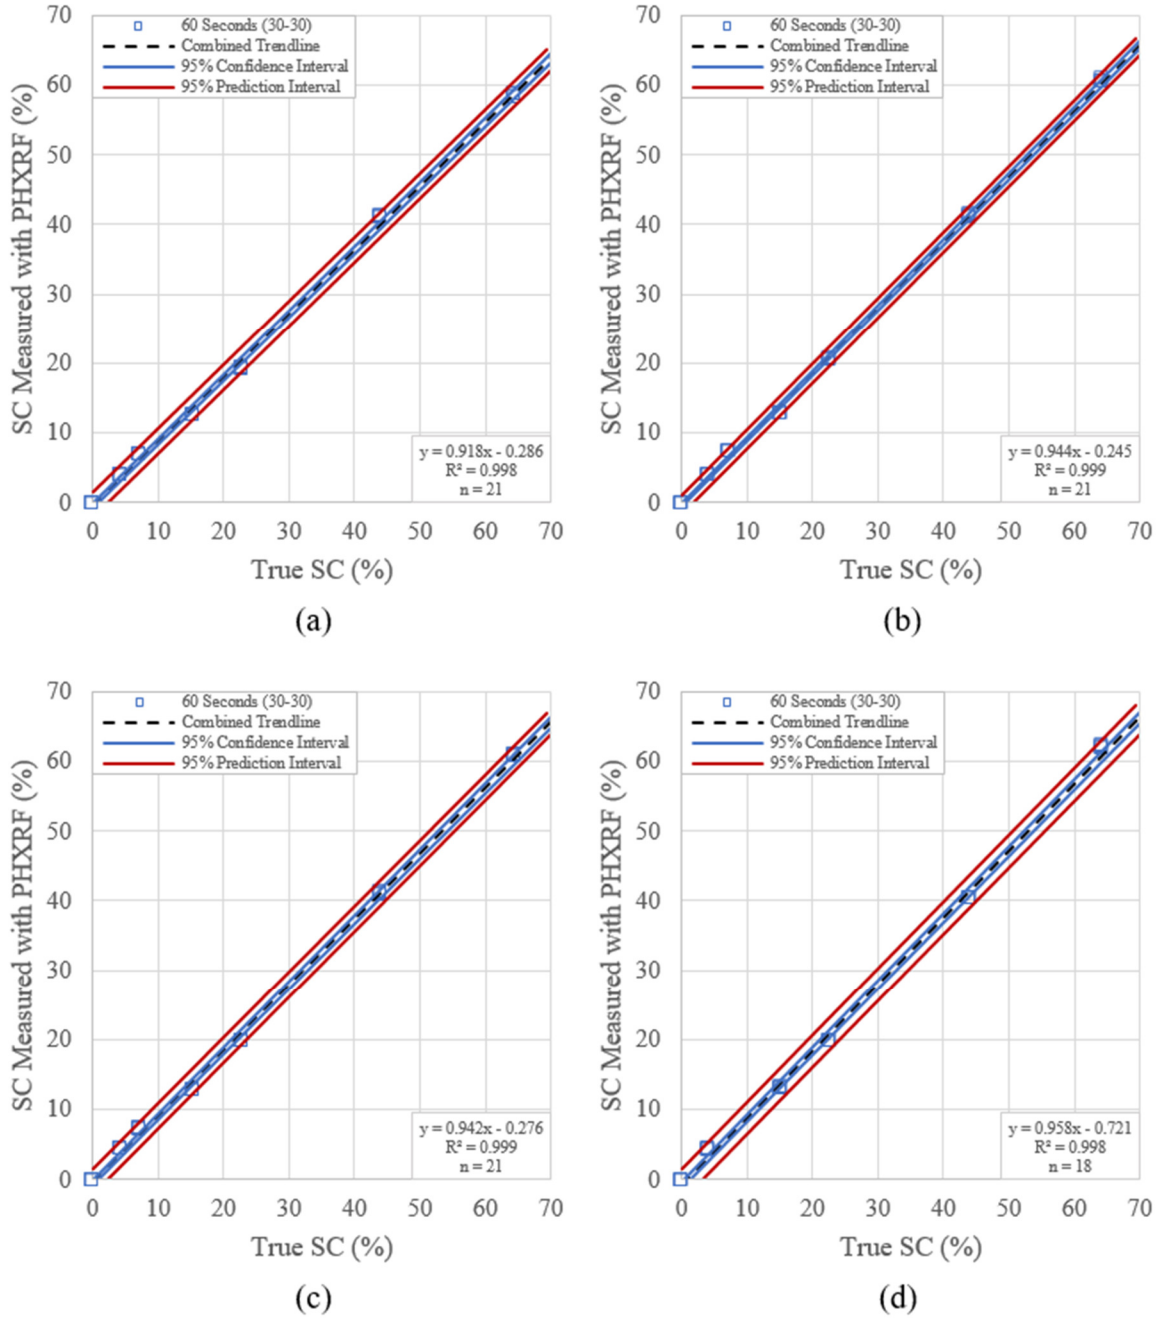 60 Seconds (30-30)
Combined Trendline
95% Confidence Interval
95% Prediction Interval
SC Measured with PHXRF (%)
70
60
50
40
30
20
10
0
y = 0.918x - 0.286
R² = 0.998
n = 21
0 10 20 30 40 50 60 70
True SC (%)
(a)
60 Seconds (30-30)
Combined Trendline
95% Confidence Interval
95% Prediction Interval
SC Measured with PHXRF (%)
70
60
50
40
30
20
10
0
y = 0.944x - 0.245
R² = 0.999
n = 21
0 10 20 30 40 50 60 70
True SC (%)
(b)
60 Seconds (30-30)
Combined Trendline
95% Confidence Interval
95% Prediction Interval
SC Measured with PHXRF (%)
70
60
50
40
30
20
10
0
y = 0.942x - 0.276
R² = 0.999
n = 21
0 10 20 30 40 50 60 70
True SC (%)
(c)
60 Seconds (30-30)
Combined Trendline
95% Confidence Interval
95% Prediction Interval
SC Measured with PHXRF (%)
70
60
50
40
30
20
10
0
y = 0.958x - 0.721
R² = 0.998
n = 18
0 10 20 30 40 50 60 70
True SC (%)
(d)